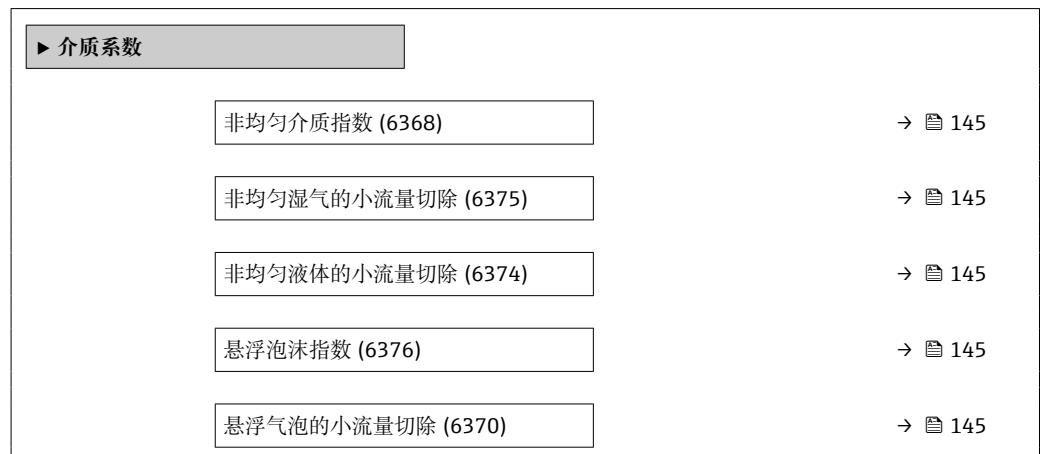 ▶ 介质系数
非均匀介质指数 (6368) → 145
非均匀湿气的小流量切除 (6375) → 145
非均匀液体的小流量切除 (6374) → 145
悬浮泡沫指数 (6376) → 145
悬浮气泡的小流量切除 (6370) → 145